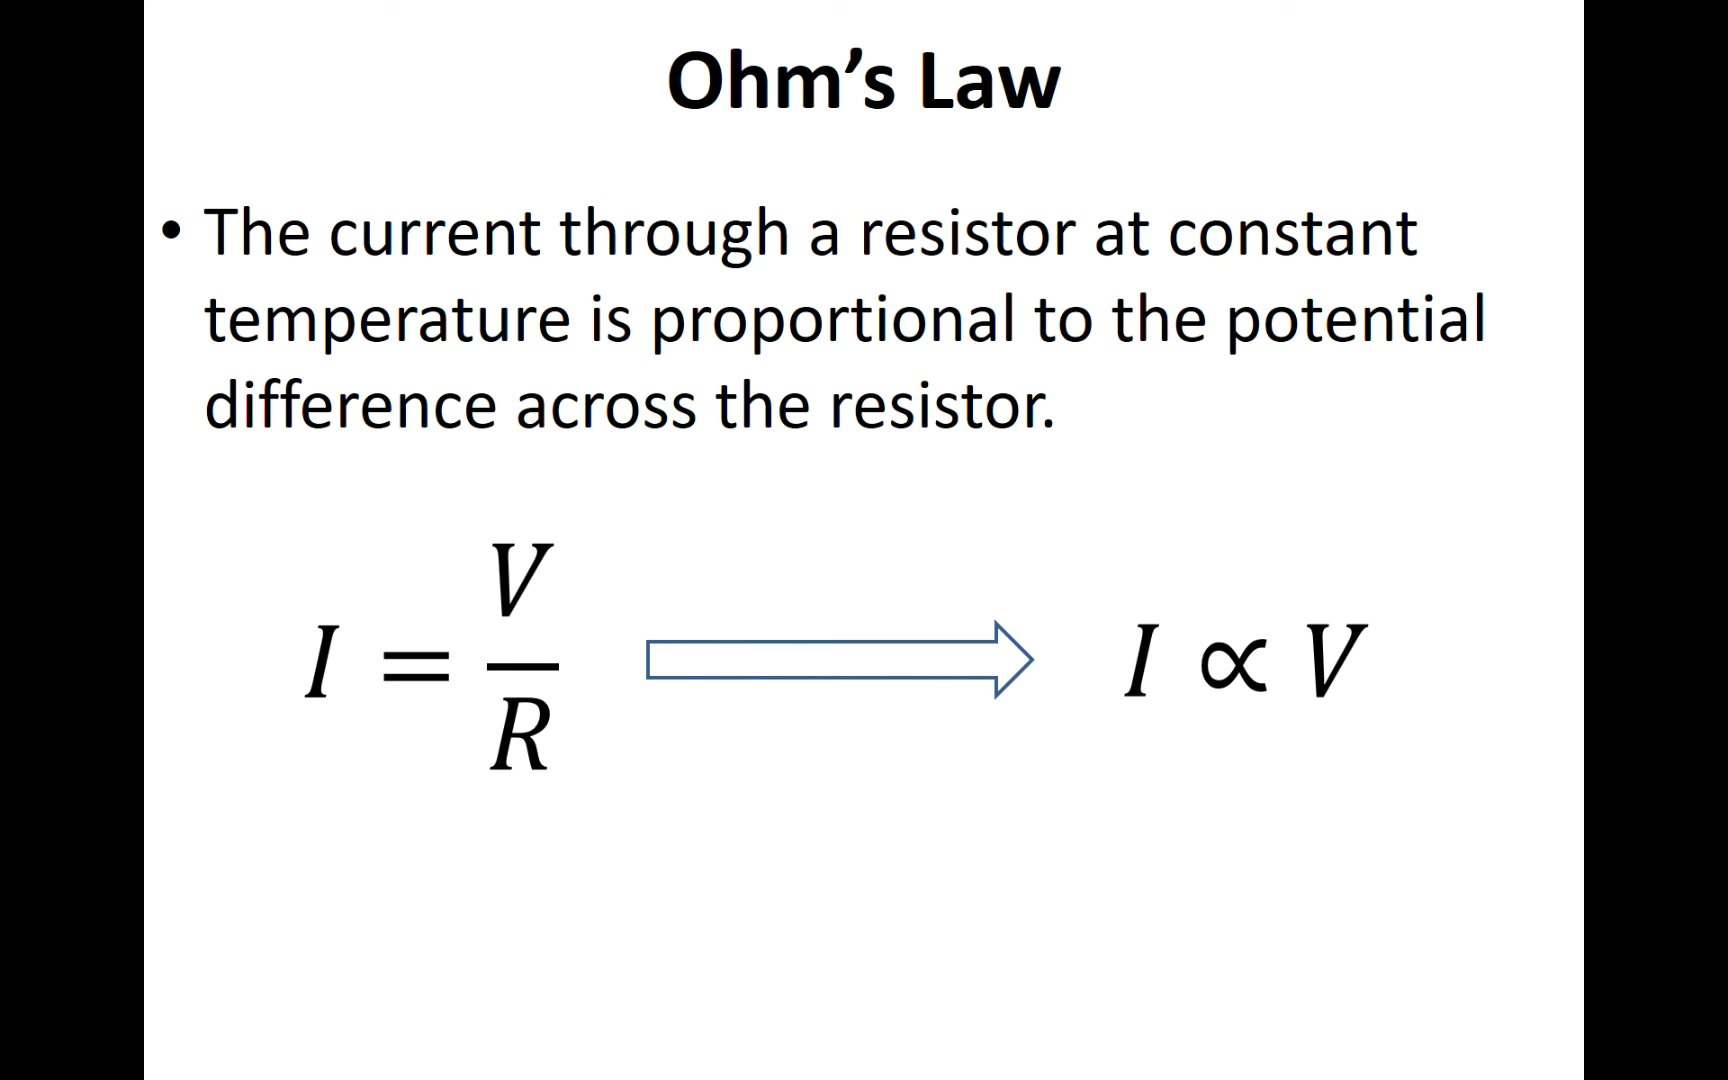 Ohm’s Law
• The current through a resistor at constant
temperature is proportional to the potential
difference across the resistor.
I = V/R
I ∝ V